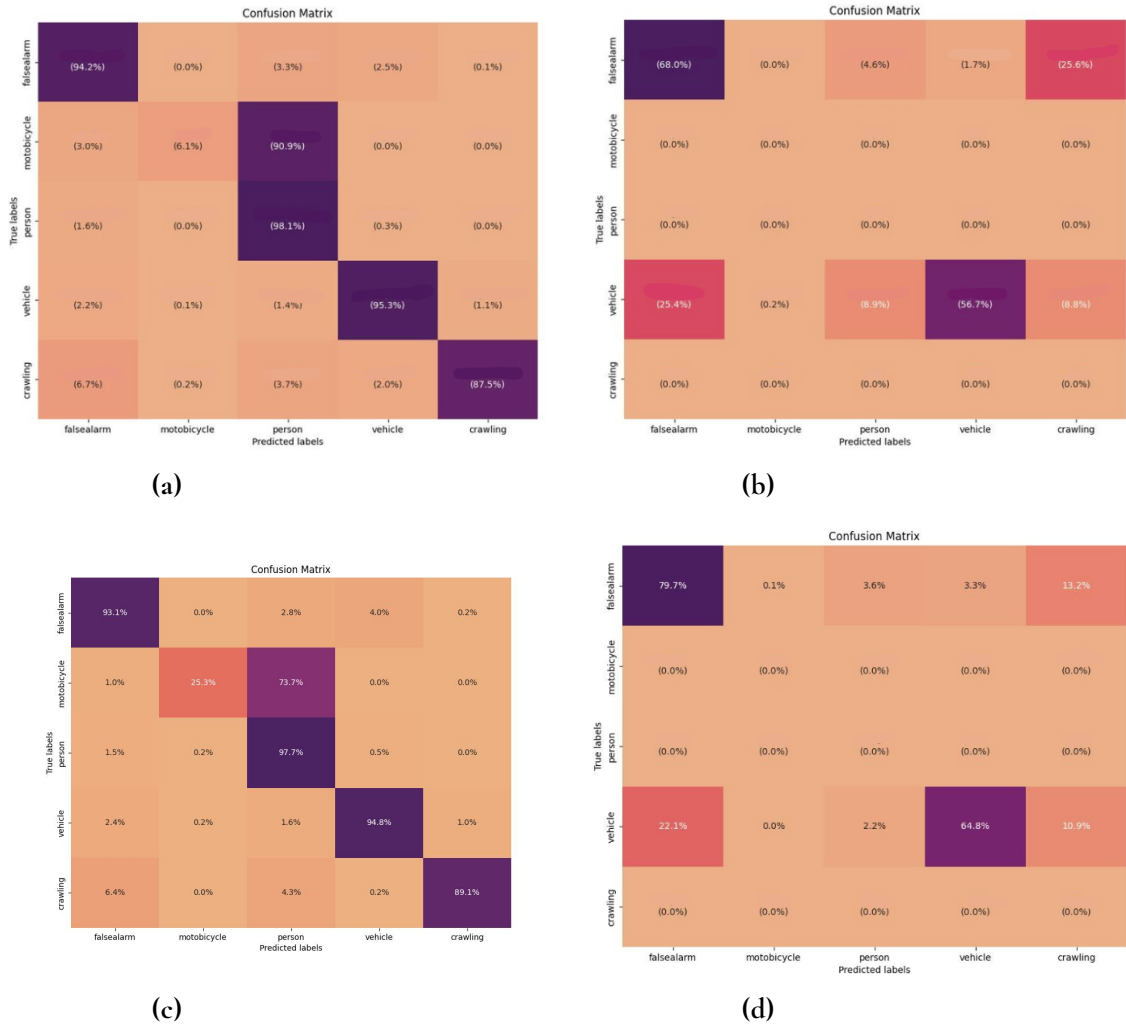 Confusion Matrix
falsealarm (94.2%) (0.0%) (3.3%) (2.5%) (0.1%)
motobicycle (3.0%) (6.1%) (90.9%) (0.0%) (0.0%)
True labels
person (1.6%) (0.0%) (98.1%) (0.3%) (0.0%)
vehicle (2.2%) (0.1%) (1.4%) (95.3%) (1.1%)
crawling (6.7%) (0.2%) (3.7%) (2.0%) (87.5%)
falsealarm motobicycle person vehicle crawling
Predicted labels
(a)
Confusion Matrix
falsealarm (68.0%) (0.0%) (4.6%) (1.7%) (25.6%)
motobicycle (0.0%) (0.0%) (0.0%) (0.0%) (0.0%)
True labels
person (0.0%) (0.0%) (0.0%) (0.0%) (0.0%)
vehicle (25.4%) (0.2%) (8.9%) (56.7%) (8.8%)
crawling (0.0%) (0.0%) (0.0%) (0.0%) (0.0%)
falsealarm motobicycle person vehicle crawling
Predicted labels
(b)
Confusion Matrix
falsealarm 93.1% 0.0% 2.8% 4.0% 0.2%
motobicycle 1.0% 25.3% 73.7% 0.0% 0.0%
True labels
person 1.5% 0.2% 97.7% 0.5% 0.0%
vehicle 2.4% 0.2% 1.6% 94.8% 1.0%
crawling 6.4% 0.0% 4.3% 0.2% 89.1%
falsealarm motobicycle person vehicle crawling
Predicted labels
(c)
Confusion Matrix
falsealarm 79.7% 0.1% 3.6% 3.3% 13.2%
motobicycle (0.0%) (0.0%) (0.0%) (0.0%) (0.0%)
True labels
person (0.0%) (0.0%) (0.0%) (0.0%) (0.0%)
vehicle 22.1% 0.0% 2.2% 64.8% 10.9%
crawling (0.0%) (0.0%) (0.0%) (0.0%) (0.0%)
falsealarm motobicycle person vehicle crawling
Predicted labels
(d)